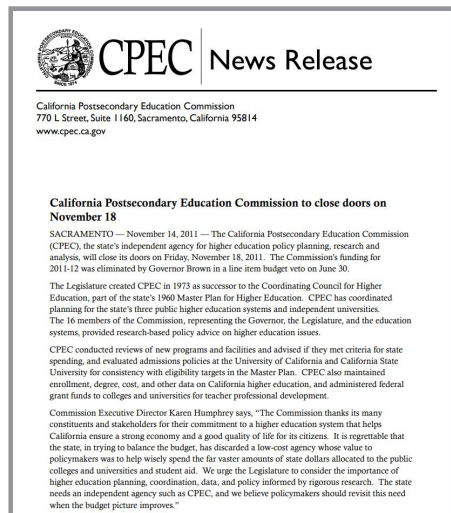 CPEC News Release
California Postsecondary Education Commission
770 L Street, Suite 1160, Sacramento, California 95814
www.cpec.ca.gov
California Postsecondary Education Commission to close doors on
November 18
SACRAMENTO — November 14, 2011 — The California Postsecondary Education Commission
(CPEC), the state's independent agency for higher education policy planning, research and
analysis, will close its doors on Friday, November 18, 2011. The Commission's funding for
2011-12 was eliminated by Governor Brown in a line item budget veto on June 30.
The Legislature created CPEC in 1973 as successor to the Coordinating Council for Higher
Education, part of the state's 1960 Master Plan for Higher Education. CPEC has coordinated
planning for the state's three public higher education systems and independent universities.
The 16 members of the Commission, representing the Governor, the Legislature, and the education
systems, provided research-based policy advice on higher education issues.
CPEC conducted reviews of new programs and facilities and advised if they met criteria for state
spending, and evaluated admissions policies at the University of California and California State
University for consistency with eligibility targets in the Master Plan. CPEC also maintained
enrollment, degree, cost, and other data on California higher education, and administered federal
grant funds to colleges and universities for teacher professional development.
Commission Executive Director Karen Humphrey says, "The Commission thanks its many
constituents and stakeholders for their commitment to a higher education system that helps
California ensure a strong economy and a good quality of life for its citizens. It is regrettable that
the state, in trying to balance the budget, has discarded a low-cost agency whose value to
policymakers was to help wisely spend the far vaster amounts of state dollars allocated to the public
colleges and universities and student aid. We urge the Legislature to consider the importance of
higher education planning, coordination, data, and policy informed by rigorous research. The state
needs an independent agency such as CPEC, and we believe policymakers should revisit this need
when the budget picture improves."